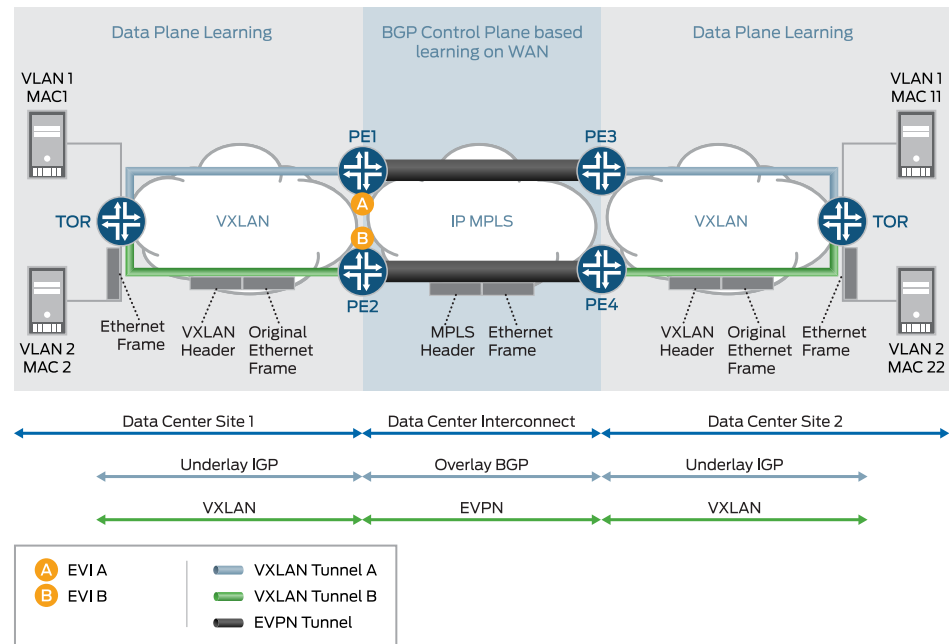 Data Plane Learning
BGP Control Plane based
learning on WAN
Data Plane Learning
VLAN 1
MAC1
VLAN 1
MAC 11
PE1
PE3
TOR
VXLAN
A
IP MPLS
VXLAN
TOR
B
PE2
PE4
VLAN 2
MAC 2
Ethernet
Frame
VXLAN
Header
Original
Ethernet
Frame
MPLS
Header
Ethernet
Frame
VXLAN
Header
Original
Ethernet
Frame
Ethernet
Frame
VLAN 2
MAC 22
Data Center Site 1
Data Center Interconnect
Data Center Site 2
Underlay IGP
Overlay BGP
Underlay IGP
VXLAN
EVPN
VXLAN
A EVI A
B EVI B
VXLAN Tunnel A
VXLAN Tunnel B
EVPN Tunnel